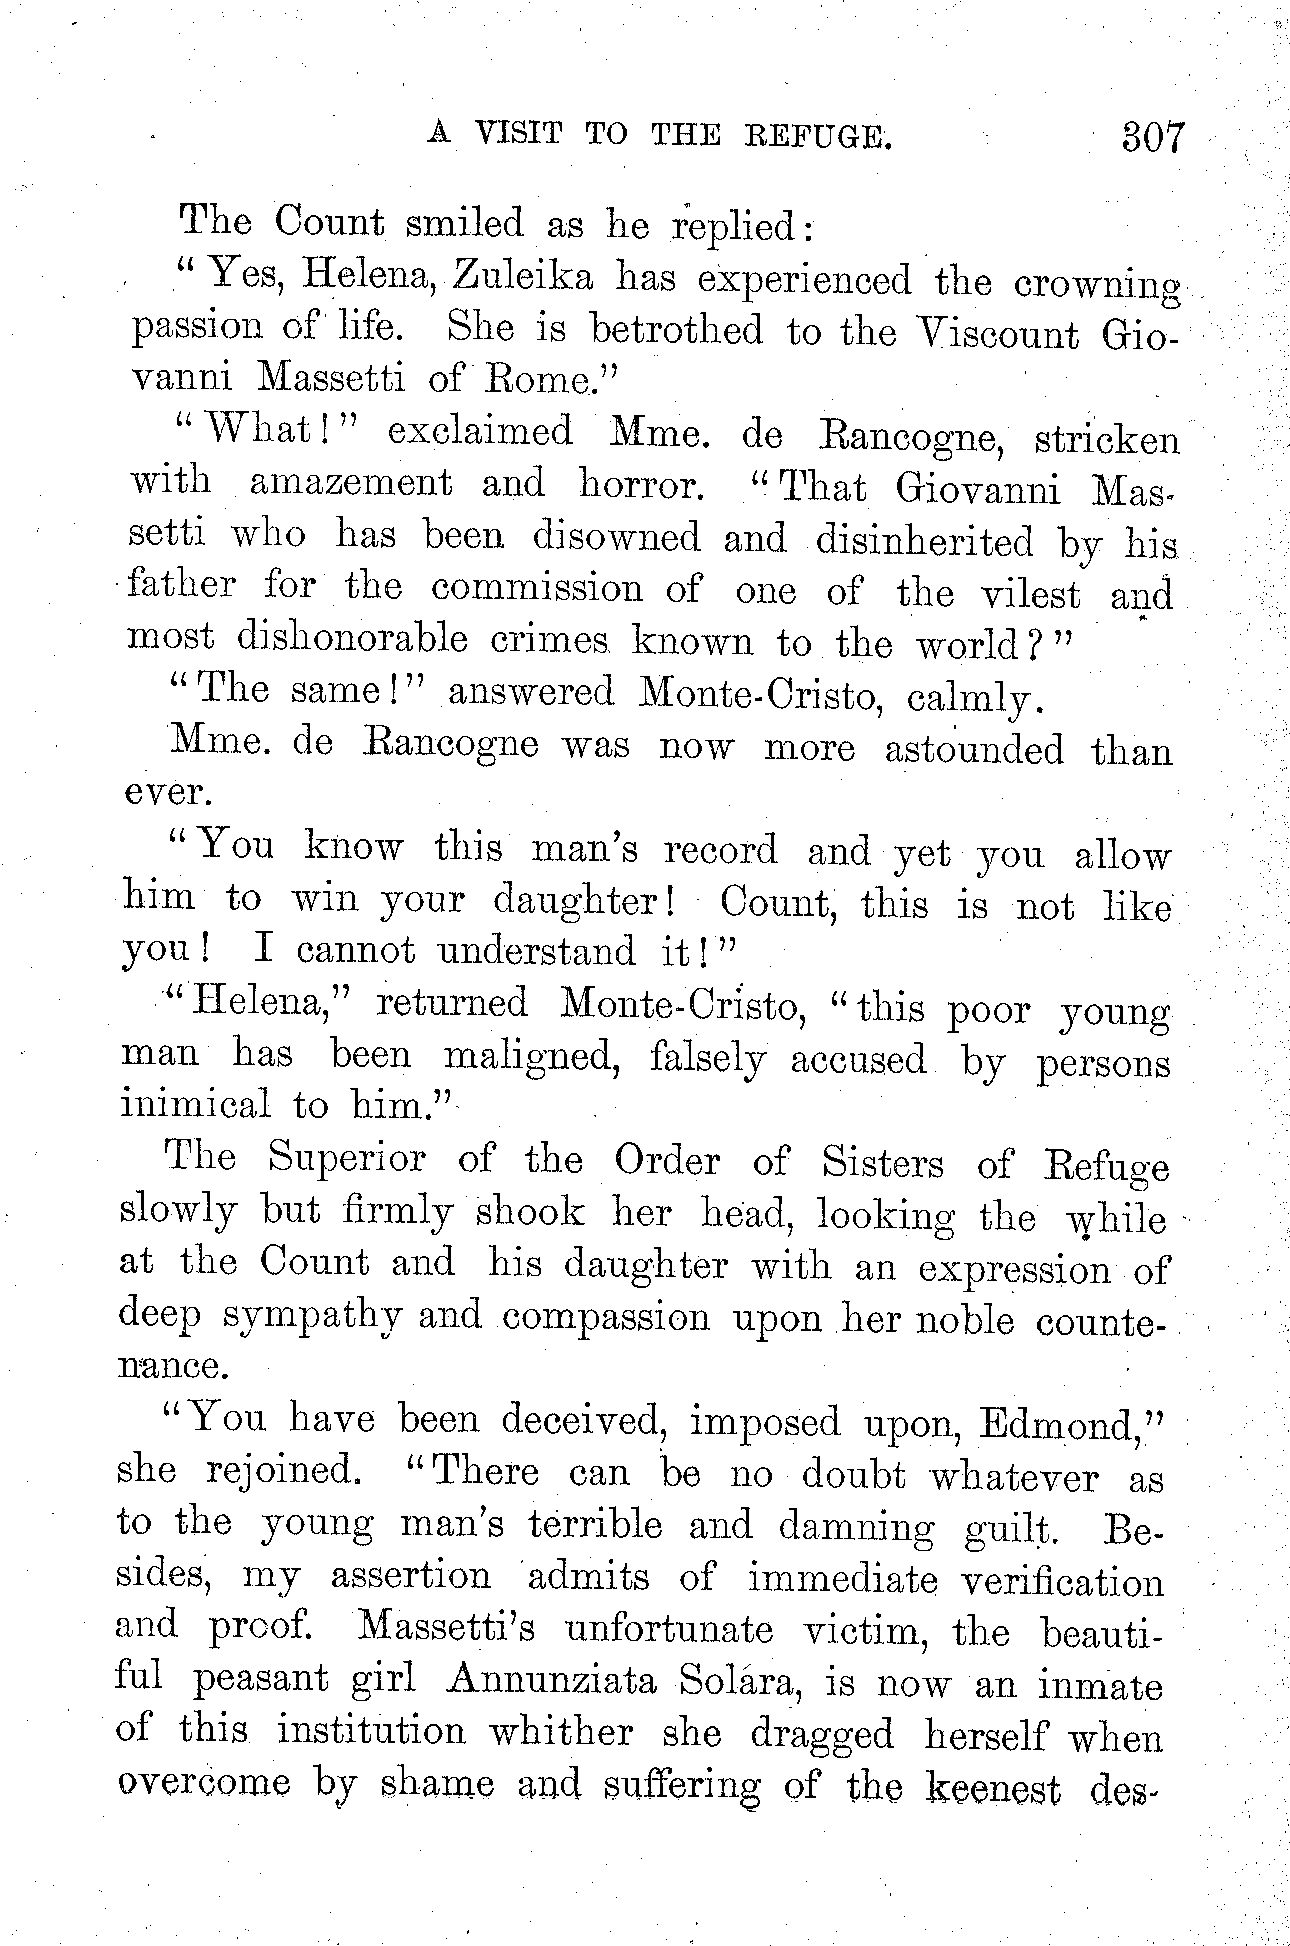 A VISIT TO THE REFUGE. 307
The Count smiled as he replied:
" Yes, Helena, Zuleika has experienced the crowning
passion of life. She is betrothed to the Viscount Gio-
vanni Massetti of Rome."
" What!" exclaimed Mme. de Rancogne, stricken
with amazement and horror. "That Giovanni Mas-
setti who has been disowned and disinherited by his
father for the commission of one of the vilest and
most dishonorable crimes known to the world?"
"The same!" answered Monte-Cristo, calmly.
Mme. de Rancogne was now more astounded than
ever.
"You know this man's record and yet you allow
him to win your daughter! Count, this is not like
you! I cannot understand it!"
"Helena," returned Monte-Cristo, "this poor young
man has been maligned, falsely accused by persons
inimical to him."
The Superior of the Order of Sisters of Refuge
slowly but firmly shook her head, looking the while
at the Count and his daughter with an expression of
deep sympathy and compassion upon her noble counte-
nance.
"You have been deceived, imposed upon, Edmond,"
she rejoined. "There can be no doubt whatever as
to the young man's terrible and damning guilt. Be-
sides, my assertion admits of immediate verification
and proof. Massetti's unfortunate victim, the beauti-
ful peasant girl Annunziata Solára, is now an inmate
of this institution whither she dragged herself when
overcome by shame and suffering of the keenest des-